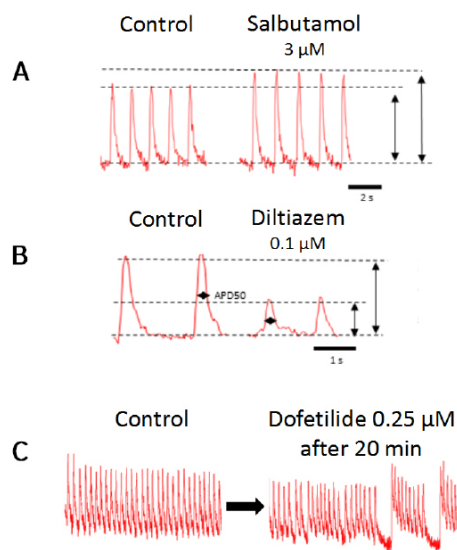 Control Salbutamol
3 µM
A
2 s
Control Diltiazem
0.1 µM
B
APD50
1 s
Control Dofetilide 0.25 µM
after 20 min
C